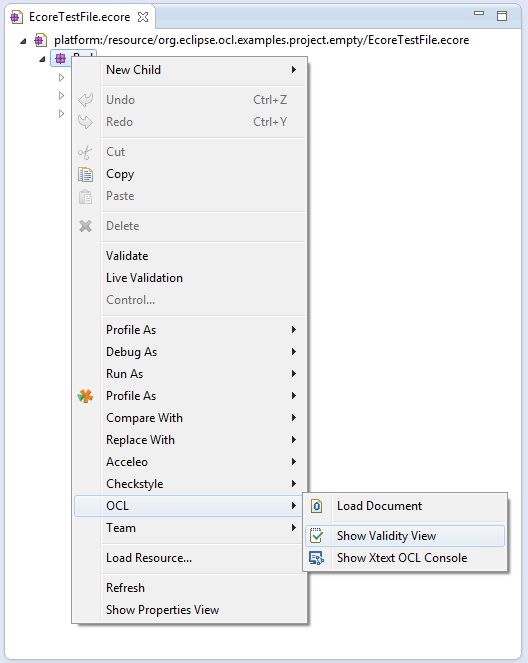 EcoreTestFile.ecore
platform:/resource/org.eclipse.ocl.examples.project.empty/EcoreTestFile.ecore
New Child
Undo Ctrl+Z
Redo Ctrl+Y
Cut
Copy
Paste
Delete
Validate
Live Validation
Control...
Profile As
Debug As
Run As
Profile As
Compare With
Replace With
Acceleo
Checkstyle
OCL
Team
Load Resource...
Refresh
Show Properties View
Load Document
Show Validity View
Show Xtext OCL Console